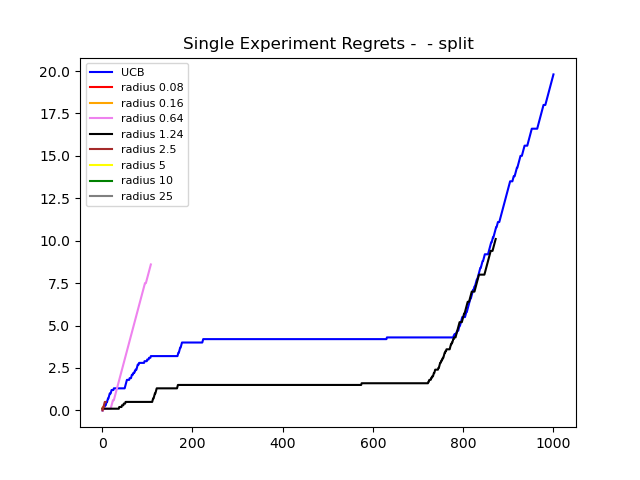 Single Experiment Regrets -  - split
20.0
17.5
15.0
12.5
10.0
7.5
5.0
2.5
0.0
UCB
radius 0.08
radius 0.16
radius 0.64
radius 1.24
radius 2.5
radius 5
radius 10
radius 25
0 200 400 600 800 1000